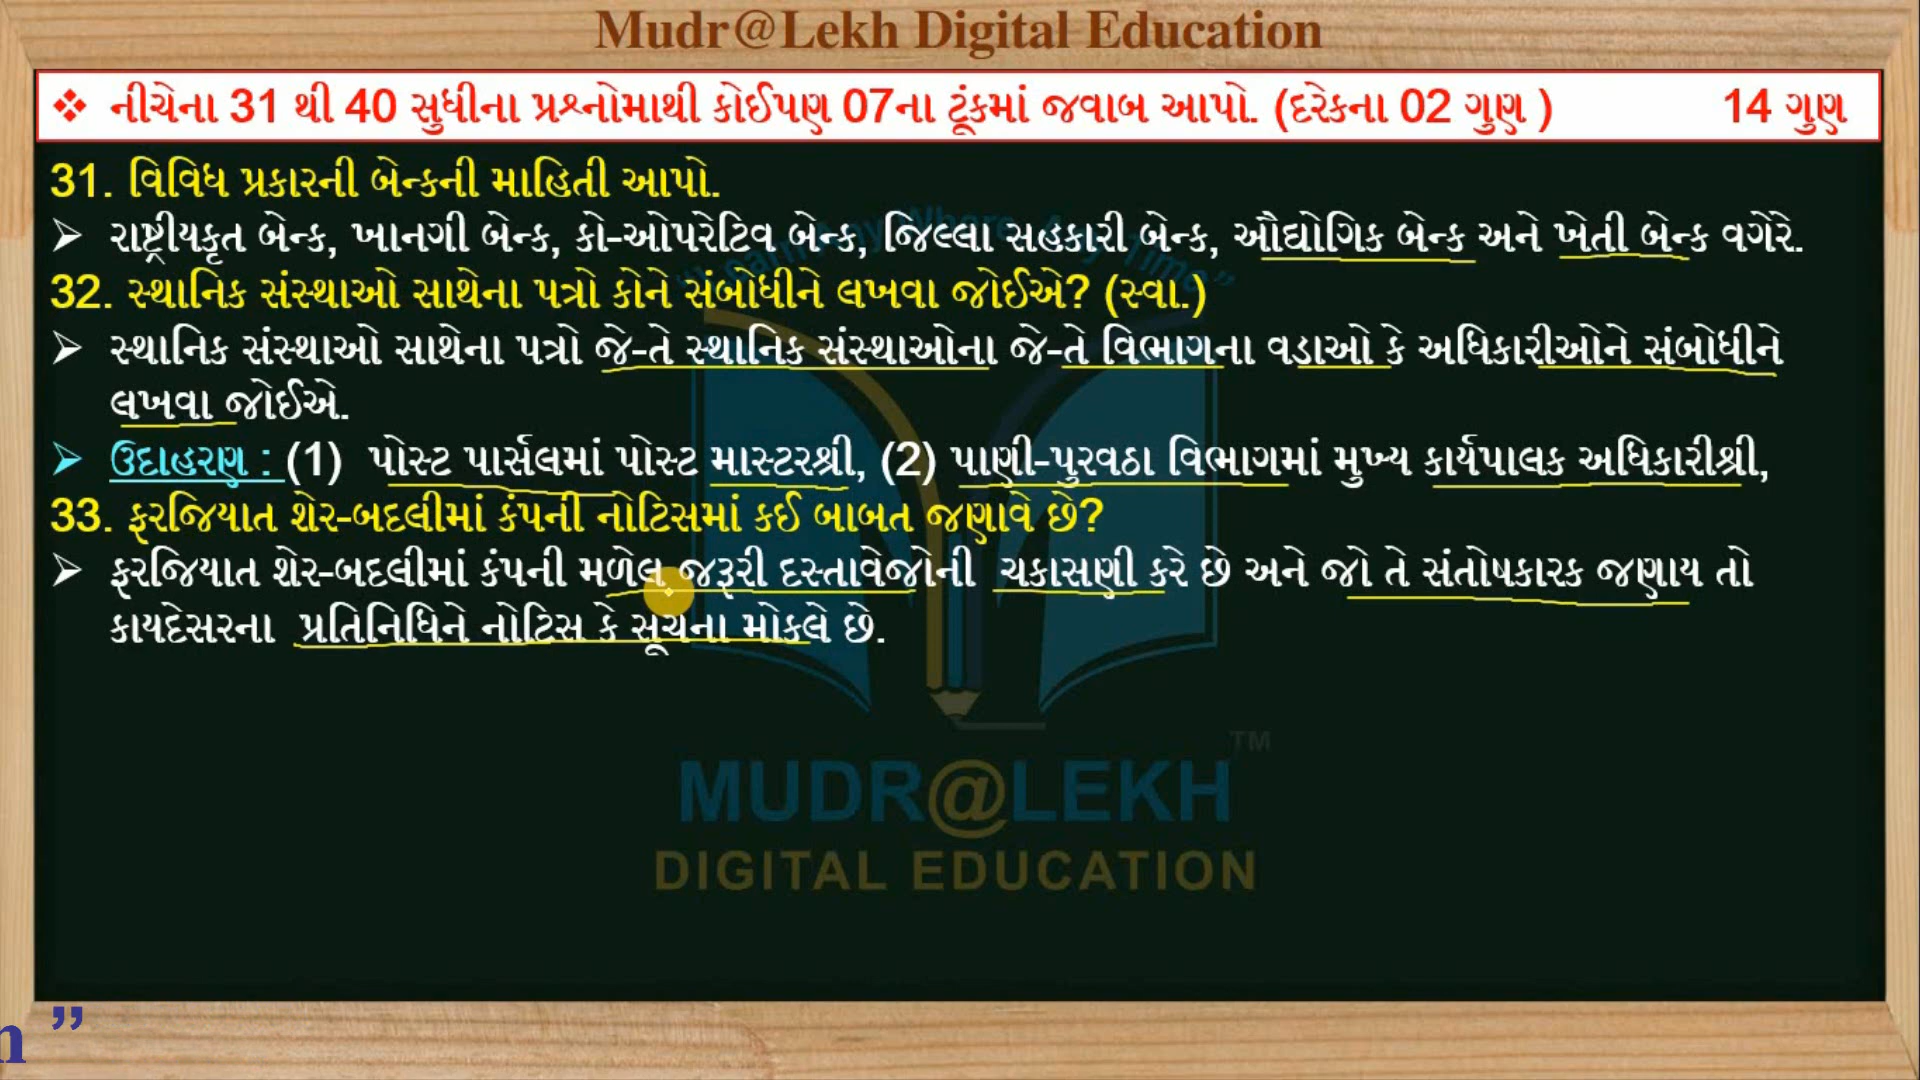 Mudr@Lekh Digital Education
❖ નીચેના 31 થી 40 સુધીના પ્રશ્નોમાથી કોઈપણ 07ના ટૂંકમાં જવાબ આપો. (દરેકના 02 ગુણ ) 14 ગુણ
31. વિવિધ પ્રકારની બેન્કની માહિતી આપો.
➢ રાષ્ટ્રીયકૃત બેન્ક, ખાનગી બેન્ક, કો-ઓપરેટિવ બેન્ક, જિલ્લા સહકારી બેન્ક, ઔદ્યોગિક બેન્ક અને ખેતી બેન્ક વગેરે.
32. સ્થાનિક સંસ્થાઓ સાથેના પત્રો કોને સંબોધીને લખવા જોઈએ? (સ્વા.)
➢ સ્થાનિક સંસ્થાઓ સાથેના પત્રો જે-તે સ્થાનિક સંસ્થાઓના જે-તે વિભાગના વડાઓ કે અધિકારીઓને સંબોધીને
લખવા જોઈએ.
➢ ઉદાહરણ : (1) પોસ્ટ પાર્સલમાં પોસ્ટ માસ્ટરશ્રી, (2) પાણી-પુરવઠા વિભાગમાં મુખ્ય કાર્યપાલક અધિકારીશ્રી,
33. ફરજિયાત શેર-બદલીમાં કંપની નોટિસમાં કઈ બાબત જણાવે છે?
➢ ફરજિયાત શેર-બદલીમાં કંપની મળેલ જરૂરી દસ્તાવેજોની ચકાસણી કરે છે અને જો તે સંતોષકારક જણાય તો
કાયદેસરના પ્રતિનિધિને નોટિસ કે સૂચના મોકલે છે.
TM
MUDR@LEKH
DIGITAL EDUCATION
n ”